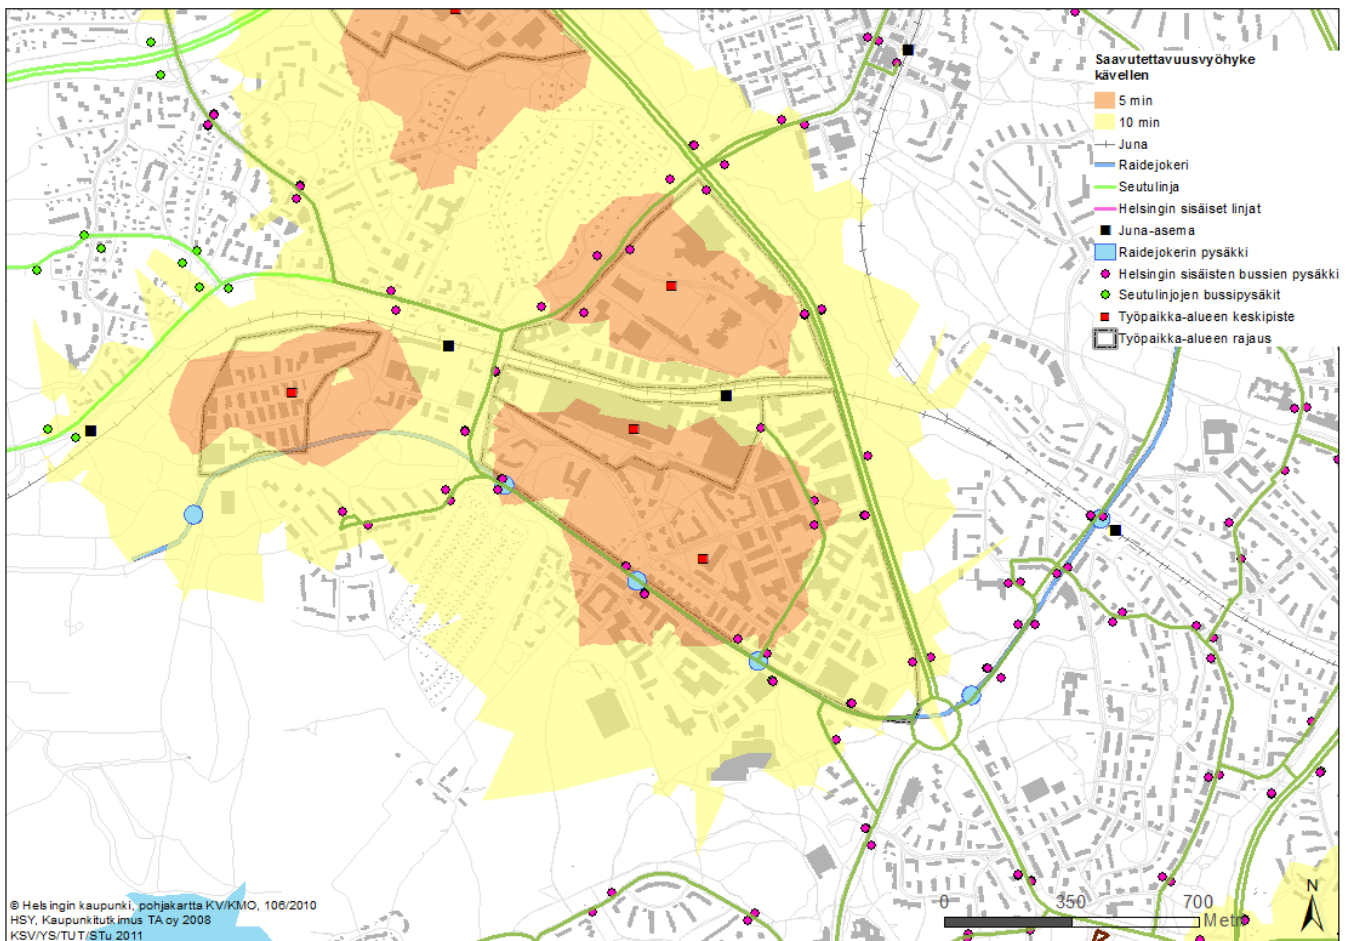 Saavutettavuusvyöhyke
kävellen
5 min
10 min
Juna
Raidejokeri
Seutulinja
Helsingin sisäiset linjat
Juna-asema
Raidejokerin pysäkki
Helsingin sisäisten bussien pysäkki
Seutulinjojen bussipysäkit
Työpaikka-alueen keskipiste
Työpaikka-alueen rajaus
N
0 350 700
Metri
© Helsingin kaupunki, pohjakartta KV/KMO, 106/2010
HSY, Kaupunkitutkimus TA oy 2008
KSV/YS/TUT/STu 2011